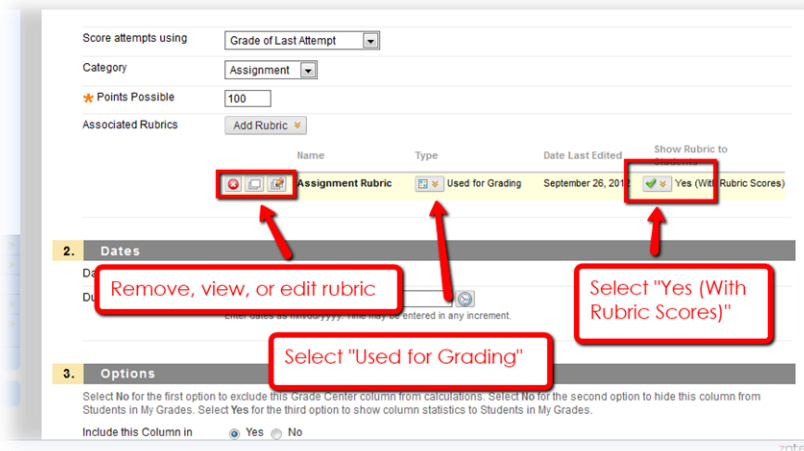 Score attempts using Grade of Last Attempt
Category Assignment
Points Possible 100
Associated Rubrics Add Rubric
Name Type Date Last Edited Show Rubric to
Students
Assignment Rubric Used for Grading September 26, 201 Yes (With Rubric Scores)
2. Dates
Da
Remove, view, or edit rubric
Select "Yes (With
Rubric Scores)"
Du
Enter dates as mm/dd/yyyy. Time may be entered in any increment.
Select "Used for Grading"
3. Options
Select No for the first option to exclude this Grade Center column from calculations. Select No for the second option to hide this column from
Students in My Grades. Select Yes for the third option to show column statistics to Students in My Grades.
Include this Column in Yes No